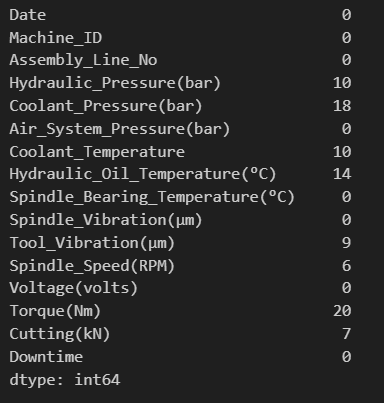 Date 0
Machine_ID 0
Assembly_Line_No 0
Hydraulic_Pressure(bar) 10
Coolant_Pressure(bar) 18
Air_System_Pressure(bar) 0
Coolant_Temperature 10
Hydraulic_Oil_Temperature(°C) 14
Spindle_Bearing_Temperature(°C) 0
Spindle_Vibration(µm) 0
Tool_Vibration(µm) 9
Spindle_Speed(RPM) 6
Voltage(volts) 0
Torque(Nm) 20
Cutting(kN) 7
Downtime 0
dtype: int64